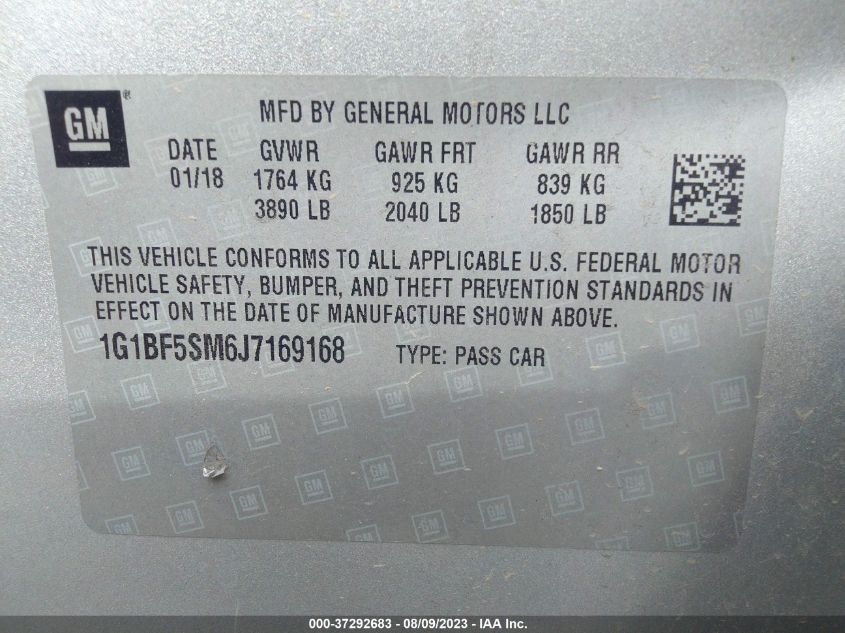 GM ®
MFD BY GENERAL MOTORS LLC
DATE GVWR GAWR FRT GAWR RR
01/18 1764 KG 925 KG 839 KG
3890 LB 2040 LB 1850 LB
THIS VEHICLE CONFORMS TO ALL APPLICABLE U.S. FEDERAL MOTOR
VEHICLE SAFETY, BUMPER, AND THEFT PREVENTION STANDARDS IN
EFFECT ON THE DATE OF MANUFACTURE SHOWN ABOVE.
1G1BF5SM6J7169168 TYPE: PASS CAR
000-37292683 - 08/09/2023 - IAA Inc.